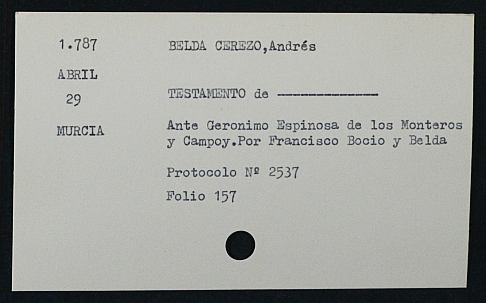 1.787 BELDA CEREZO,Andrés
ABRIL
29 TESTAMENTO de -------------
MURCIA Ante Geronimo Espinosa de los Monteros
y Campoy.Por Francisco Bocio y Belda
Protocolo Nº 2537
Folio 157